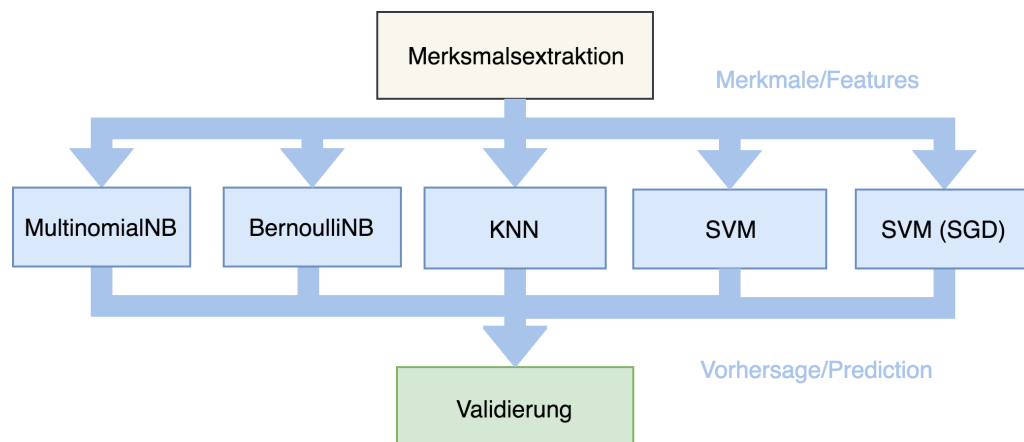 Merksmalsextraktion
Merkmale/Features
MultinomialNB
BernoulliNB
KNN
SVM
SVM (SGD)
Vorhersage/Prediction
Validierung